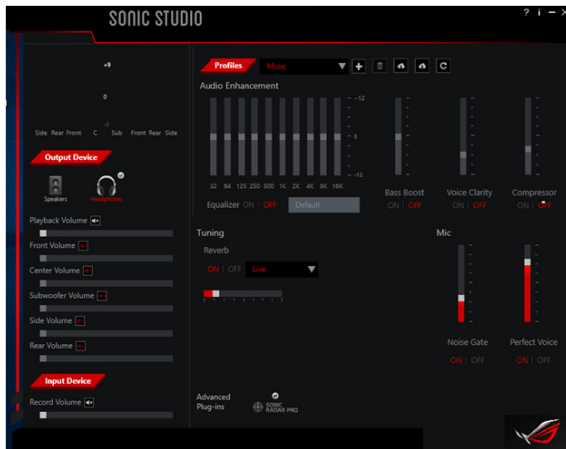 SONIC STUDIO
? i
+9
0
Side Rear Front C Sub Front Rear Side
Output Device
Speakers
Headphones
Playback Volume
Front Volume
Center Volume
Subwoofer Volume
Side Volume
Rear Volume
Input Device
Record Volume
Profiles
Music
Audio Enhancement
+12
0
-12
32 64 125 250 500 1K 2K 4K 8K 16K
Equalizer ON | OFF
Default
Bass Boost
ON | OFF
Voice Clarity
ON | OFF
Compressor
ON | OFF
Tuning
Reverb
ON | OFF
Live
Mic
Noise Gate
ON | OFF
Perfect Voice
ON | OFF
Advanced
Plug-ins
SONIC
RADAR PRO